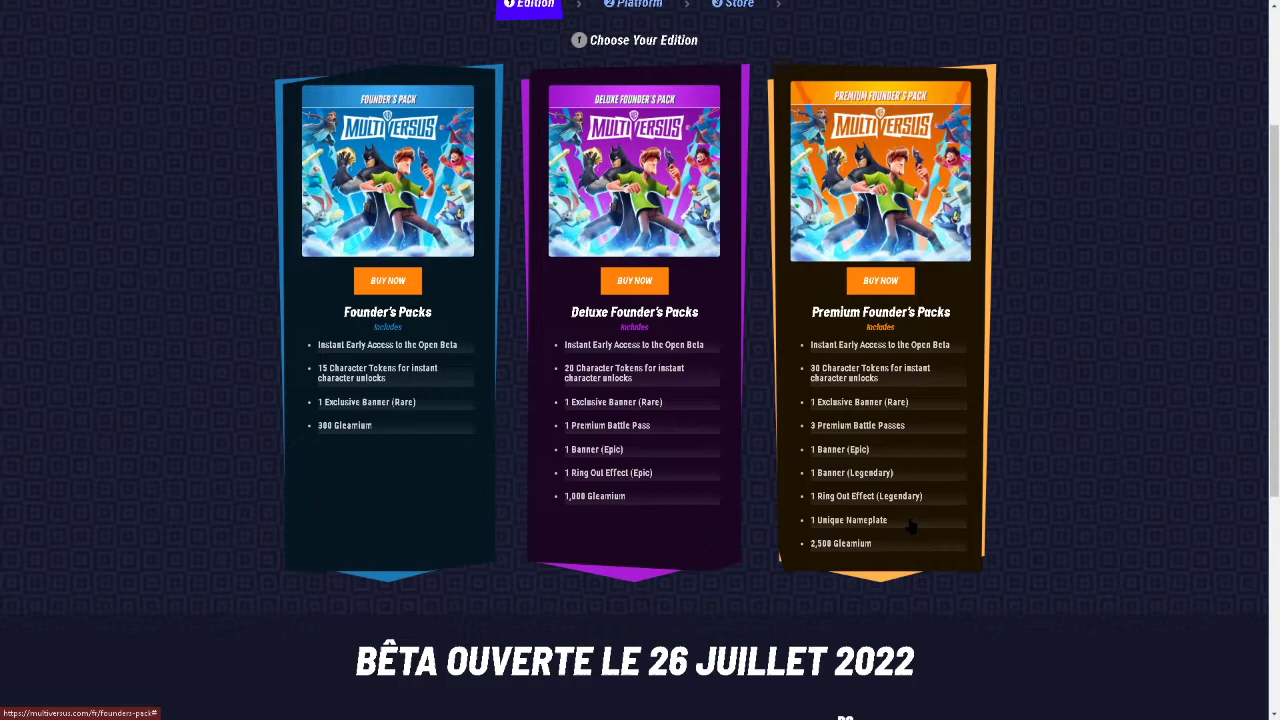 1 Edition > 2 Platform > 3 Store >
1 Choose Your Edition
FOUNDER'S PACK
MULTIVERSUS
BUY NOW
Founder's Packs
Includes
Instant Early Access to the Open Beta
15 Character Tokens for instant
character unlocks
1 Exclusive Banner (Rare)
300 Gleamium
DELUXE FOUNDER'S PACK
MULTIVERSUS
BUY NOW
Deluxe Founder's Packs
Includes
Instant Early Access to the Open Beta
20 Character Tokens for instant
character unlocks
1 Exclusive Banner (Rare)
1 Premium Battle Pass
1 Banner (Epic)
1 Ring Out Effect (Epic)
1,000 Gleamium
PREMIUM FOUNDER'S PACK
MULTIVERSUS
BUY NOW
Premium Founder's Packs
Includes
Instant Early Access to the Open Beta
30 Character Tokens for instant
character unlocks
1 Exclusive Banner (Rare)
3 Premium Battle Passes
1 Banner (Epic)
1 Banner (Legendary)
1 Ring Out Effect (Legendary)
1 Unique Nameplate
2,500 Gleamium
BÊTA OUVERTE LE 26 JUILLET 2022
https://multiversus.com/fr/founders-pack#